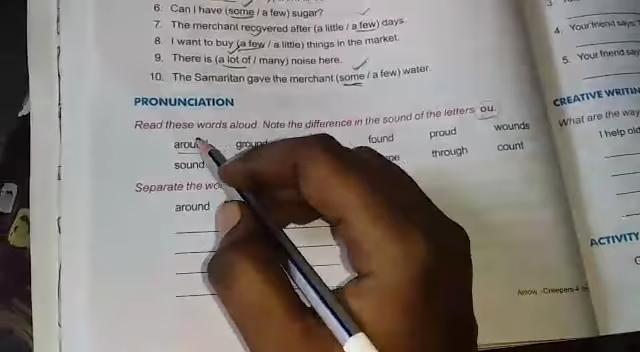 6. Can I have (some / a few) sugar?
7. The merchant recovered after (a little / a few) days.
8. I want to buy (a few / a little) things in the market.
9. There is (a lot of / many) noise here.
10. The Samaritan gave the merchant (some / a few) water.
PRONUNCIATION
Read these words aloud. Note the difference in the sound of the letters ou.
found proud wounds
sound through count
Separate the
around
3.
4. Your friend says
5. Your friend say
CREATIVE
What are the way
I help
ACTIVITY